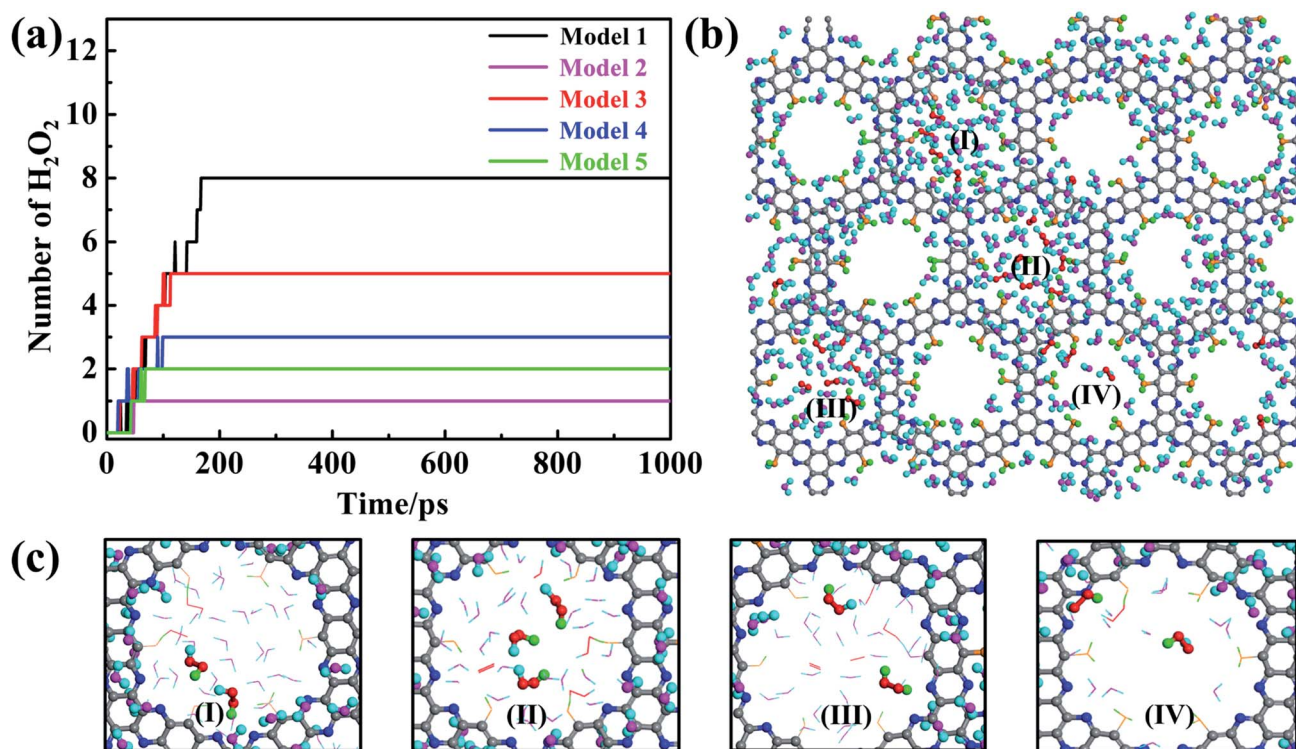 (a)
12
10
8
6
4
2
0
Number of H₂O₂
Model 1
Model 2
Model 3
Model 4
Model 5
0 200 400 600 800 1000
Time/ps
(b)
(I)
(II)
(III)
(IV)
(c)
(I)
(II)
(III)
(IV)